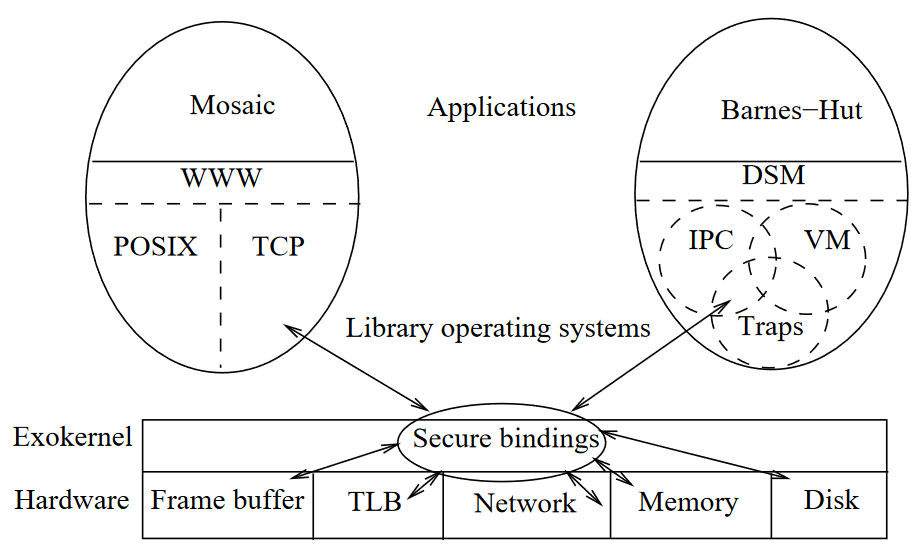 Mosaic
Applications
Barnes−Hut
WWW
DSM
POSIX
TCP
IPC
VM
Traps
Library operating systems
Exokernel
Secure bindings
Hardware
Frame buffer
TLB
Network
Memory
Disk